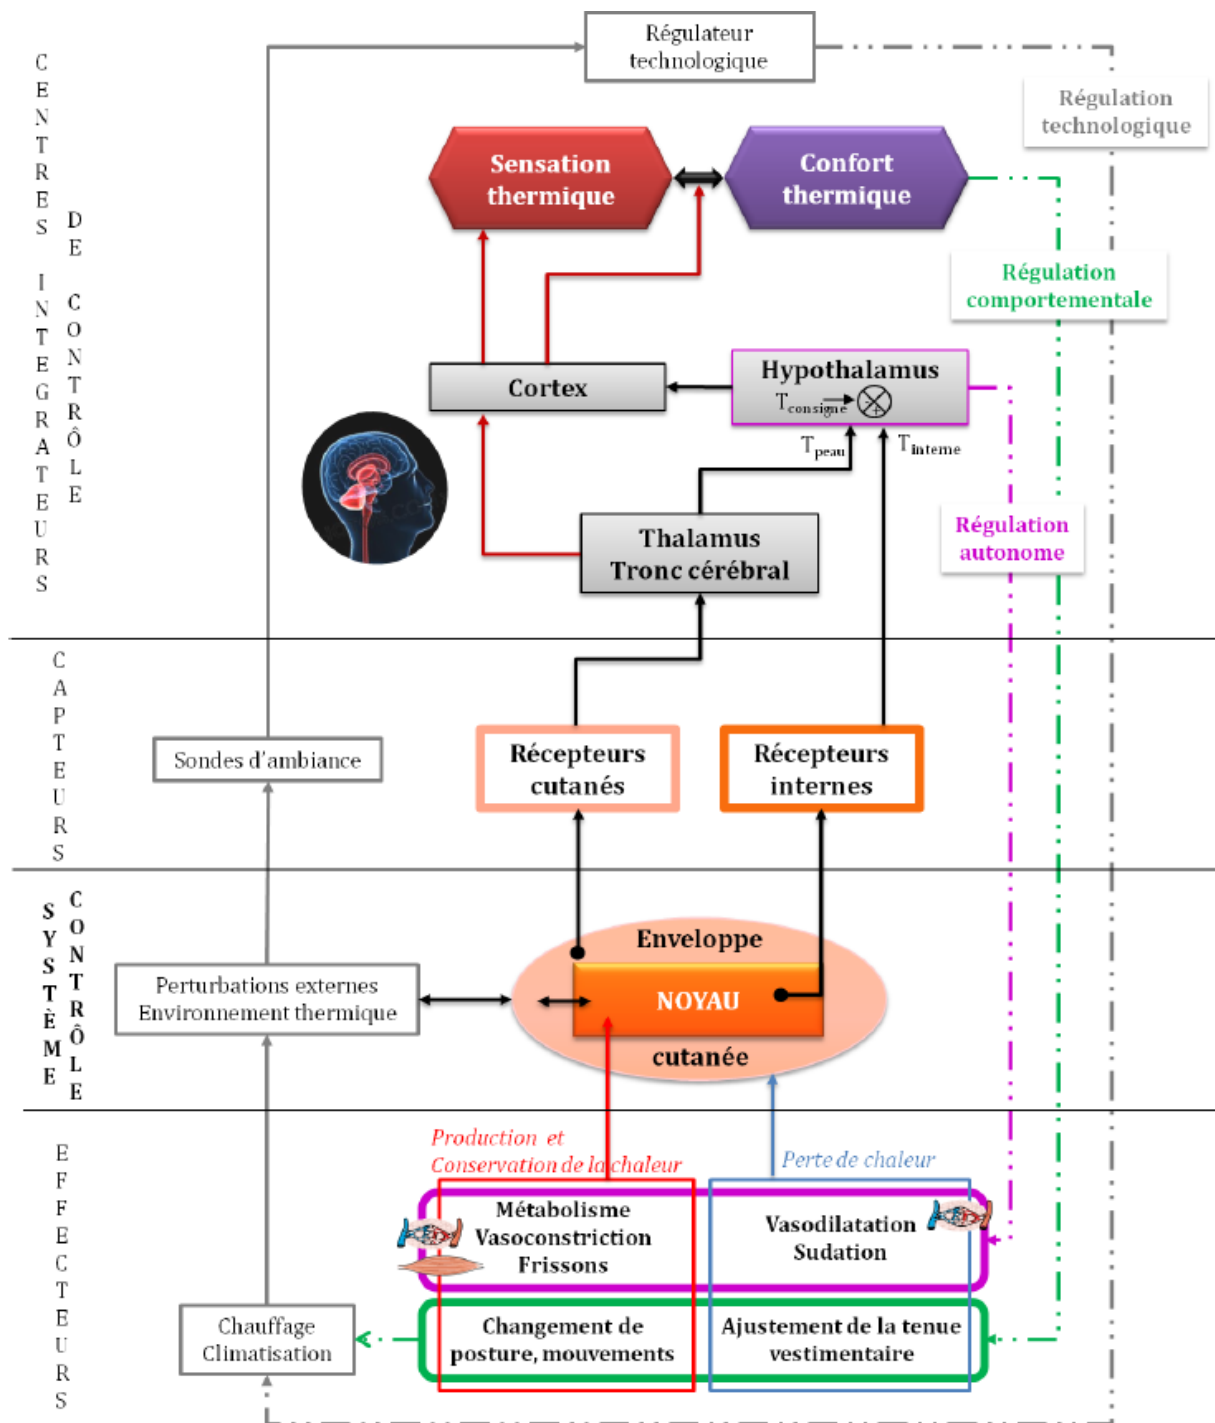 Régulateur
technologique
CENTRES INTEGRATEURS
DE CONTRÔLE
Régulation
technologique
Sensation
thermique
Confort
thermique
Régulation
comportementale
Cortex
Hypothalamus
Tconsigne
Tpeau
Tinterne
Régulation
autonome
Thalamus
Tronc cérébral
CAPTEURS
Sondes d'ambiance
Récepteurs
cutanés
Récepteurs
internes
SYSTÈME
CONTRÔLE
Perturbations externes
Environnement thermique
Enveloppe
NOYAU
cutanée
EFFECTEURS
Production et
Conservation de la chaleur
Perte de chaleur
Métabolisme
Vasoconstriction
Frissons
Vasodilatation
Sudation
Chauffage
Climatisation
Changement de
posture, mouvements
Ajustement de la tenue
vestimentaire